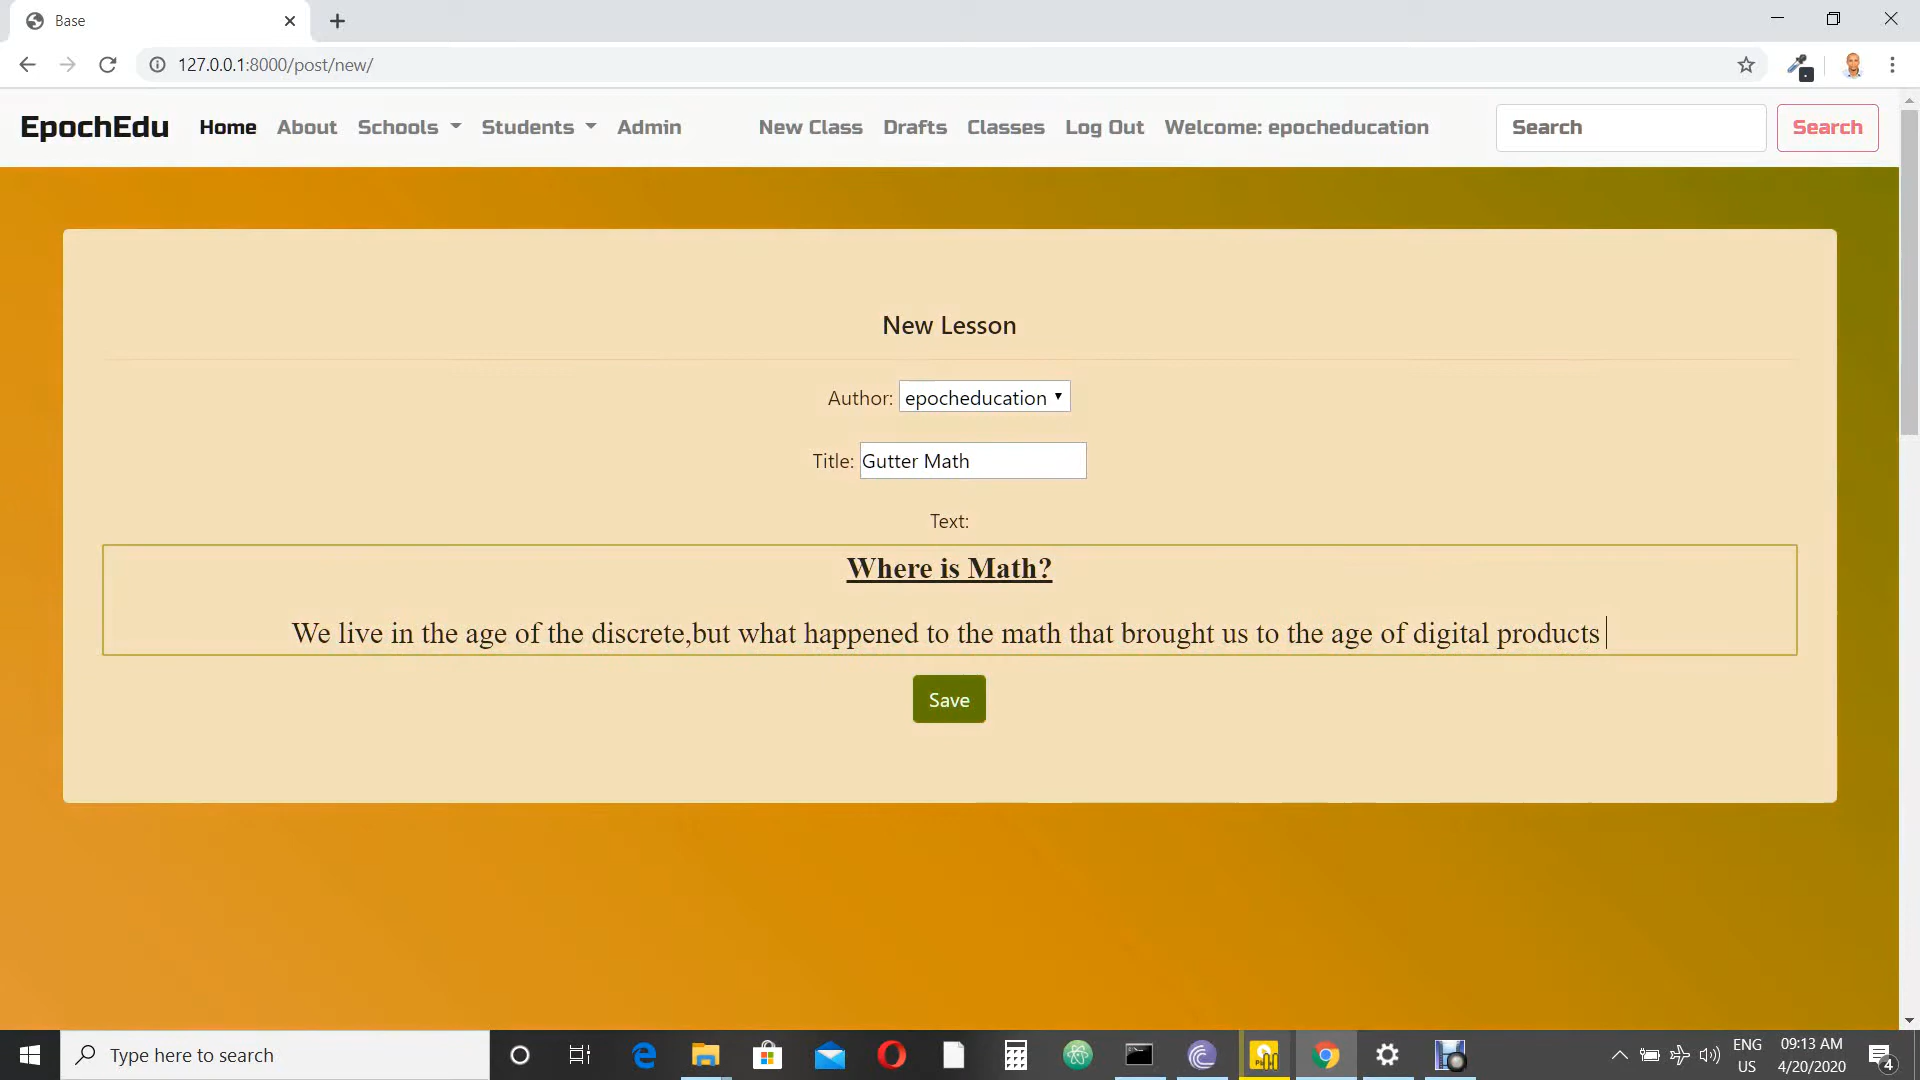 Base
127.0.0.1:8000/post/new/
EpochEdu Home About Schools Students Admin New Class Drafts Classes Log Out Welcome: epocheducation Search Search
New Lesson
Author: epocheducation
Title: Gutter Math
Text:
Where is Math?
We live in the age of the discrete,but what happened to the math that brought us to the age of digital products
Save
Type here to search
ENG
US
09:13 AM
4/20/2020
4